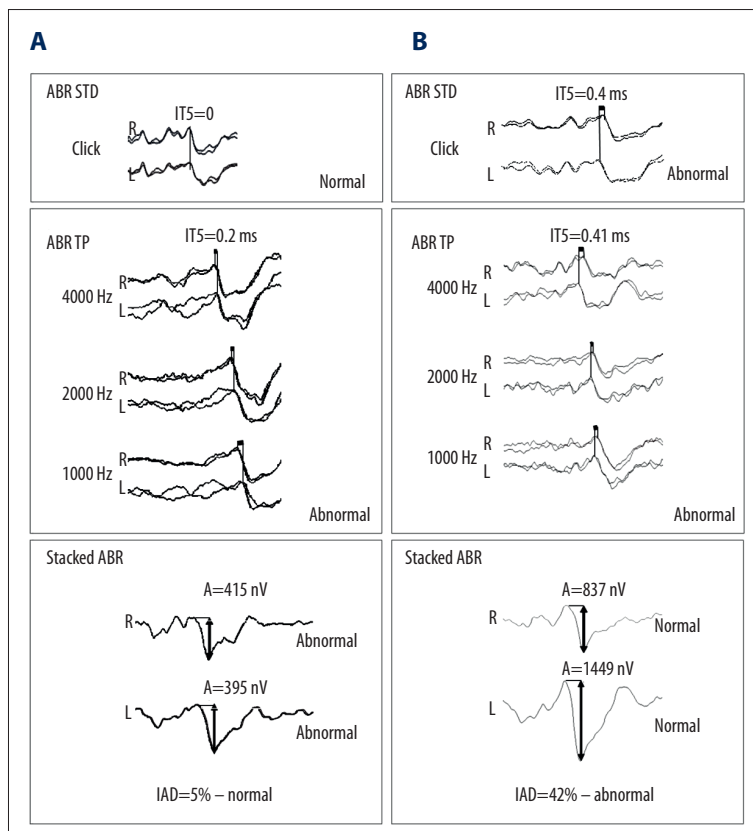 A
ABR STD
IT5=0
R
Click
L
Normal
ABR TP
IT5=0.2 ms
R
4000 Hz
L
R
2000 Hz
L
R
1000 Hz
L
Abnormal
Stacked ABR
A=415 nV
R
Abnormal
A=395 nV
L
Abnormal
IAD=5% – normal
B
ABR STD
IT5=0.4 ms
R
Click
L
Abnormal
ABR TP
IT5=0.41 ms
R
4000 Hz
L
R
2000 Hz
L
R
1000 Hz
L
Abnormal
Stacked ABR
A=837 nV
R
Normal
A=1449 nV
L
Normal
IAD=42% – abnormal